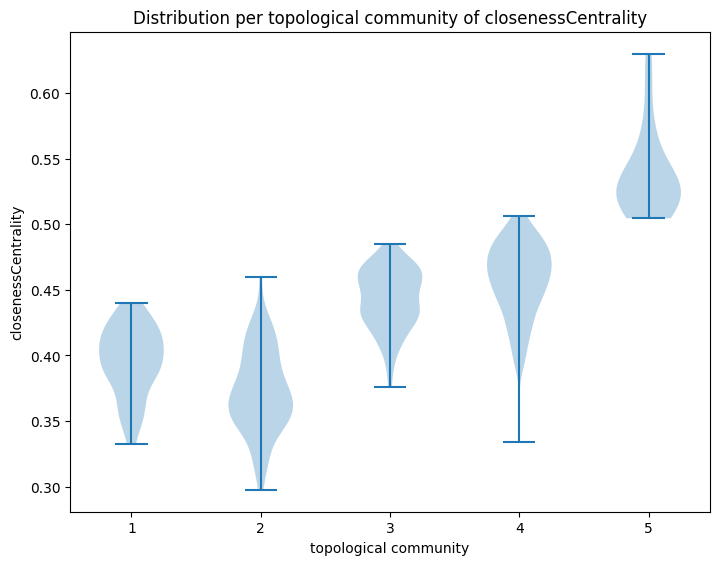 Distribution per topological community of closenessCentrality
closenessCentrality
0.60
0.55
0.50
0.45
0.40
0.35
0.30
1 2 3 4 5
topological community